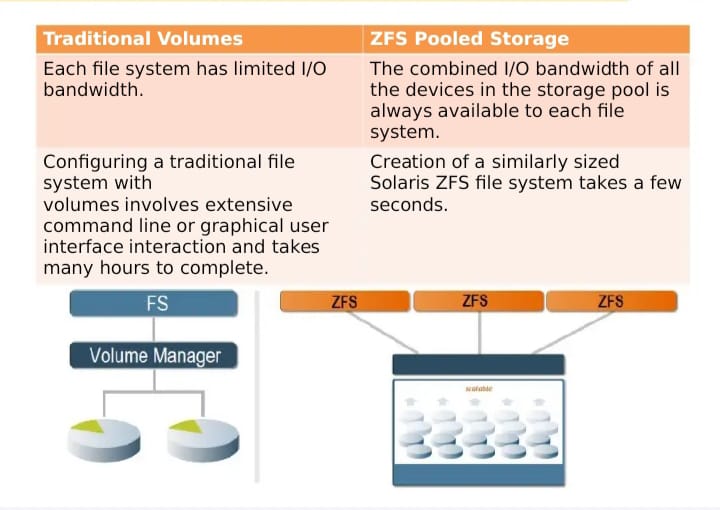 Traditional Volumes
ZFS Pooled Storage
Each file system has limited I/O
bandwidth.
The combined I/O bandwidth of all
the devices in the storage pool is
always available to each file
system.
Configuring a traditional file
system with
volumes involves extensive
command line or graphical user
interface interaction and takes
many hours to complete.
Creation of a similarly sized
Solaris ZFS file system takes a few
seconds.
FS
Volume Manager
ZFS
ZFS
ZFS
scalable